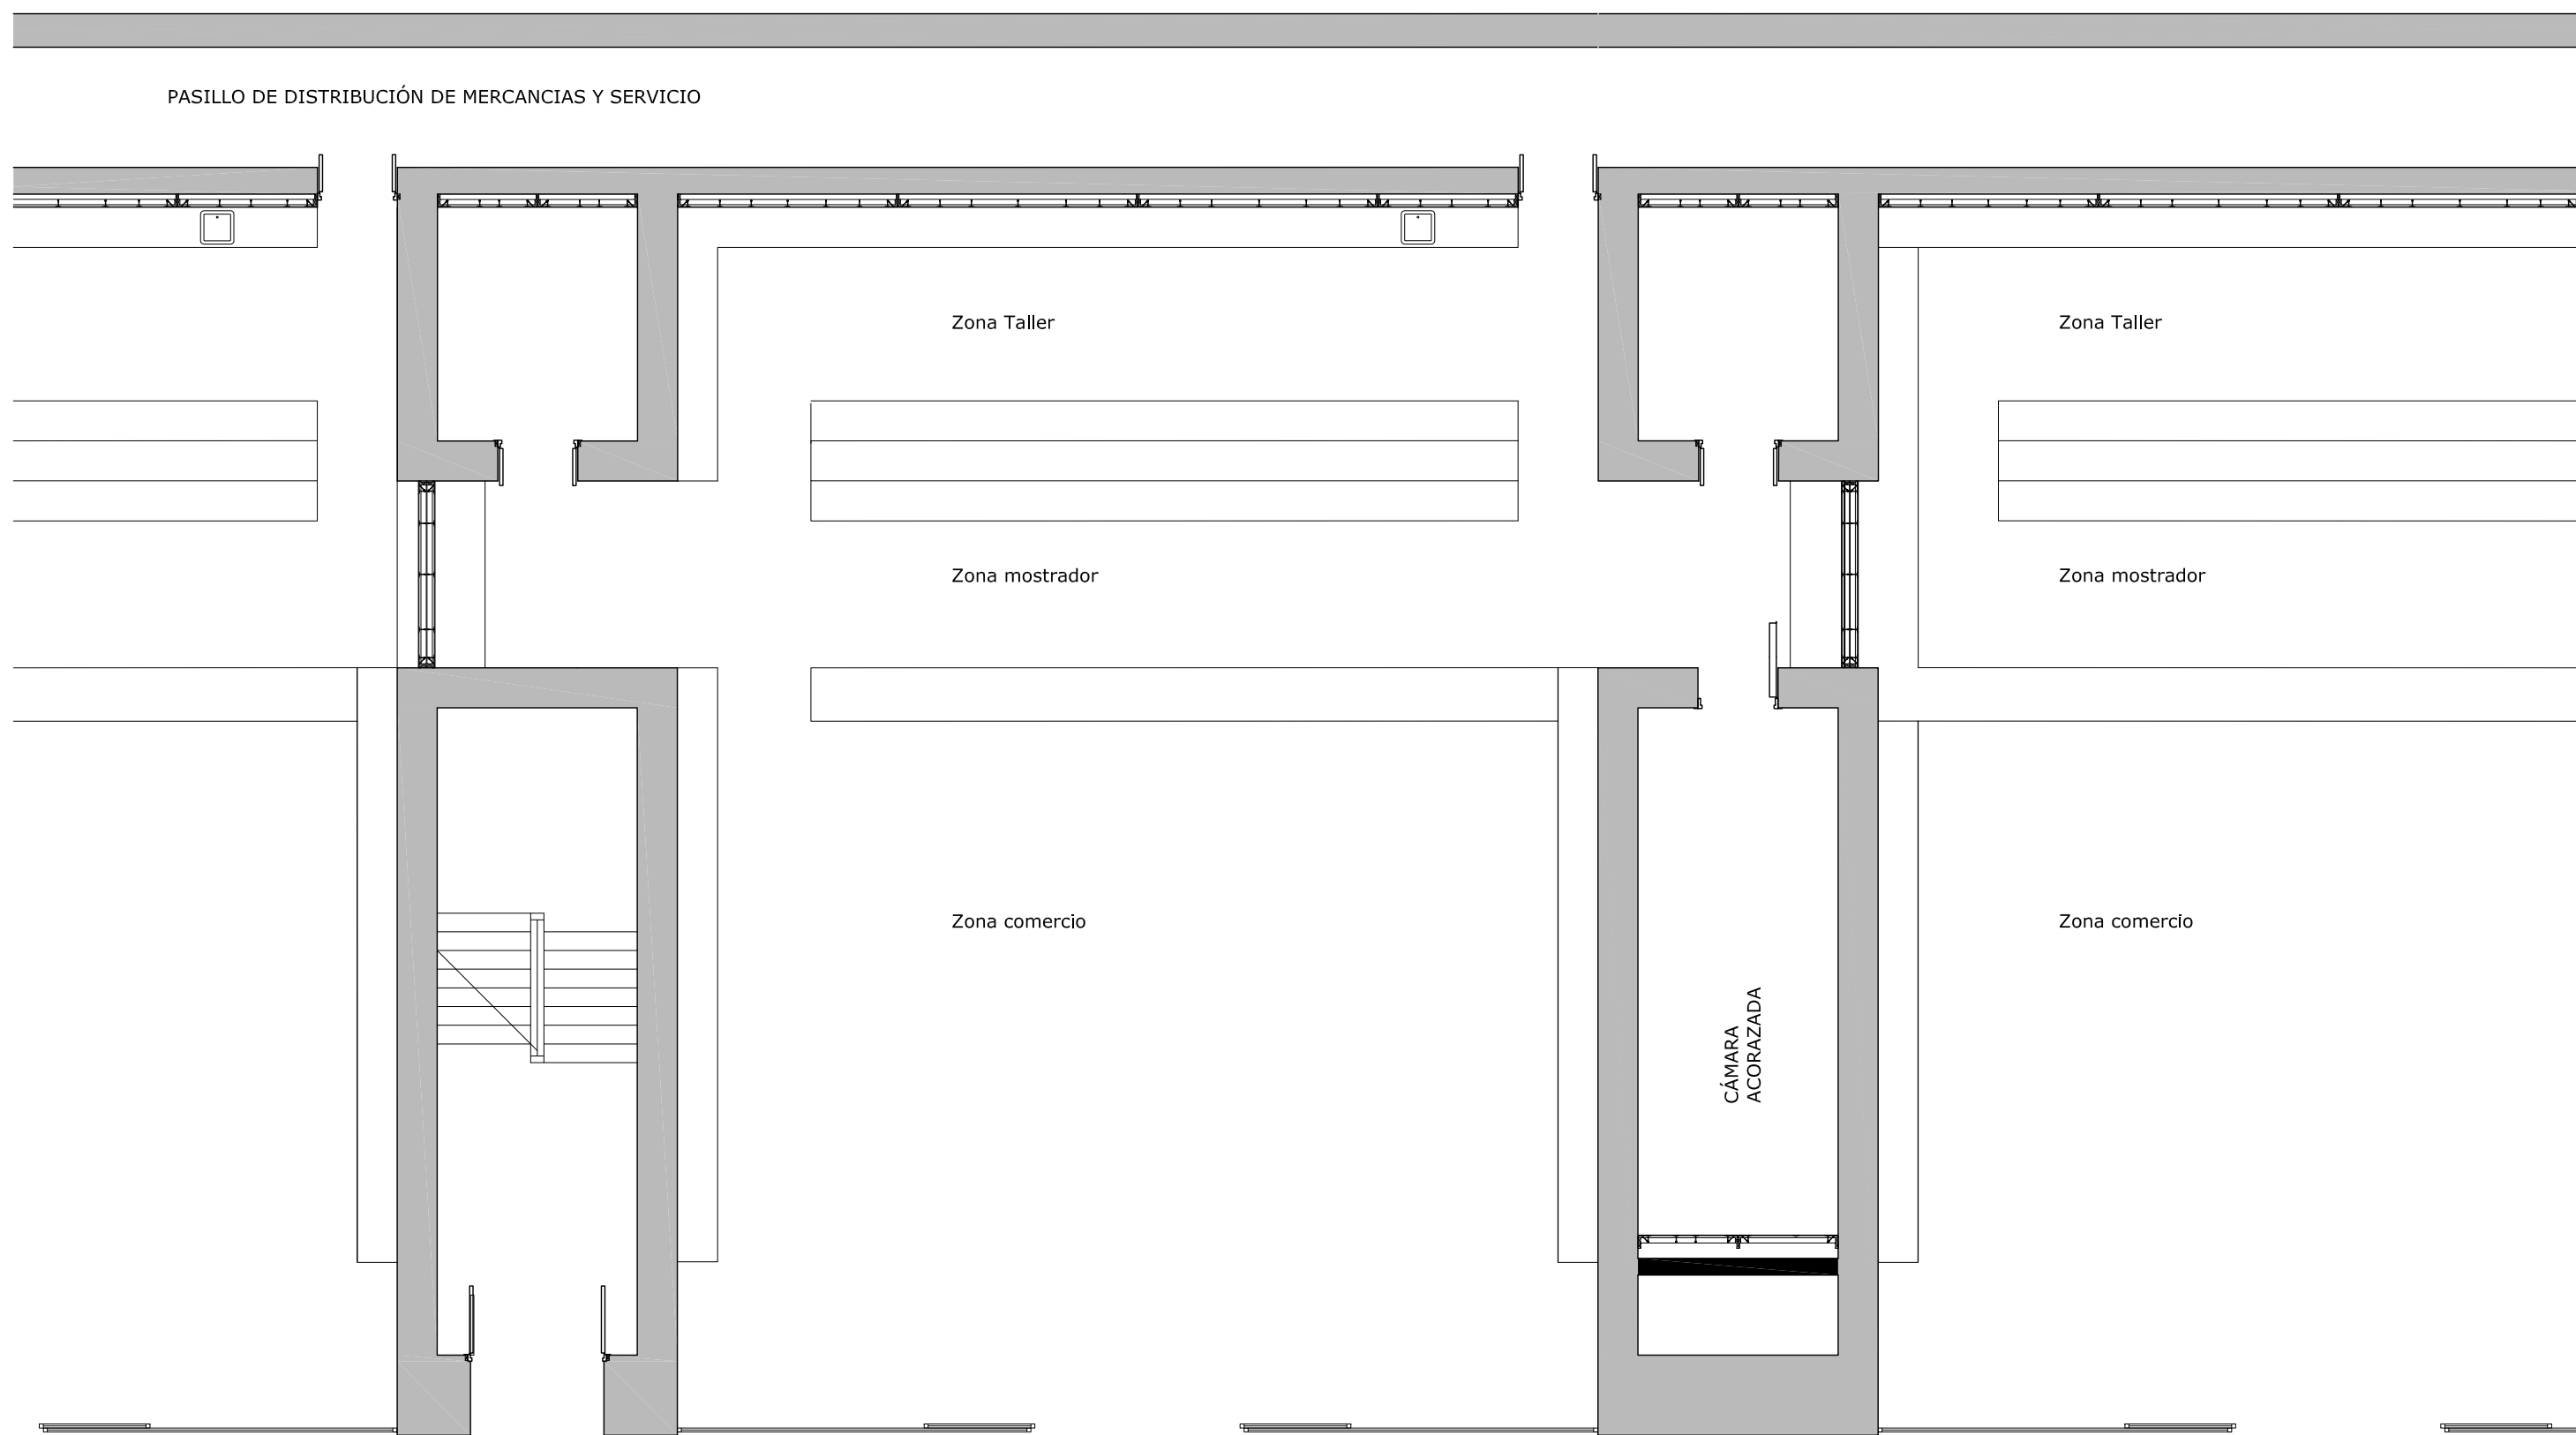 PASILLO DE DISTRIBUCIÓN DE MERCANCIAS Y SERVICIO
Zona Taller
Zona Taller
Zona mostrador
Zona mostrador
Zona comercio
Zona comercio
CÁMARA
ACORAZADA